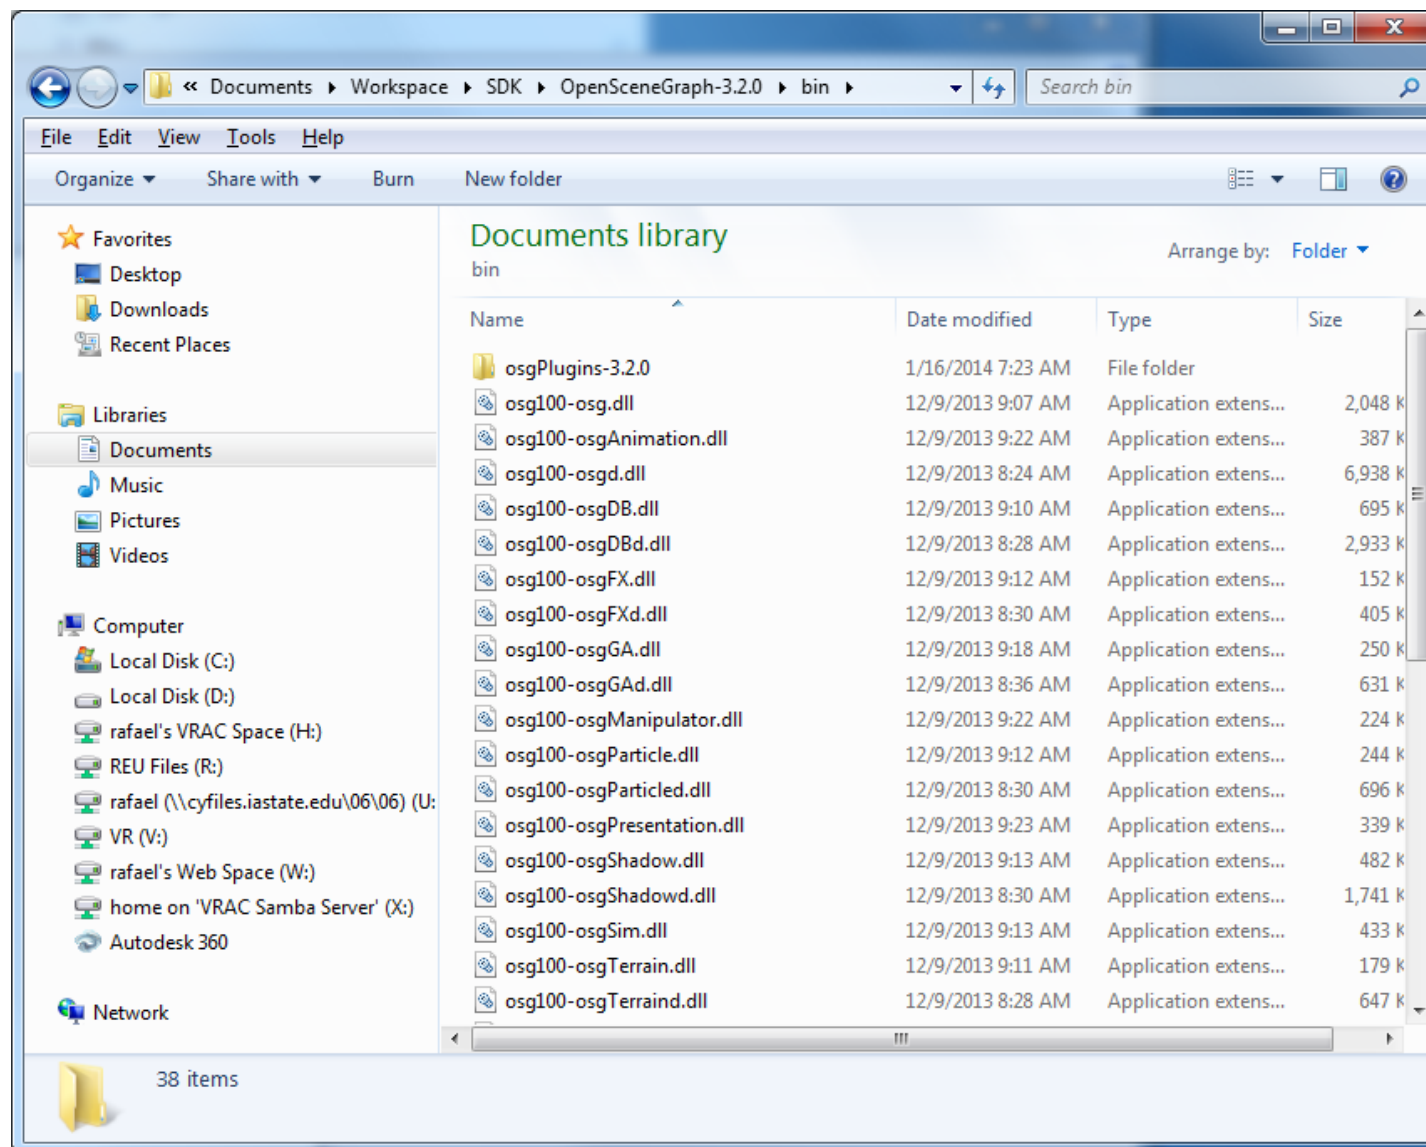 « Documents Workspace SDK OpenSceneGraph-3.2.0 bin Search bin
File Edit View Tools Help
Organize Share with Burn New folder
Favorites
Desktop
Downloads
Recent Places
Libraries
Documents
Music
Pictures
Videos
Computer
Local Disk (C:)
Local Disk (D:)
rafael's VRAC Space (H:)
REU Files (R:)
rafael (\\cyfiles.iastate.edu\06\06) (U:
VR (V:)
rafael's Web Space (W:)
home on 'VRAC Samba Server' (X:)
Autodesk 360
Network
Documents library
bin
Arrange by: Folder
Name Date modified Type Size
osgPlugins-3.2.0 1/16/2014 7:23 AM File folder
osg100-osg.dll 12/9/2013 9:07 AM Application extens... 2,048 K
osg100-osgAnimation.dll 12/9/2013 9:22 AM Application extens... 387 K
osg100-osgd.dll 12/9/2013 8:24 AM Application extens... 6,938 K
osg100-osgDB.dll 12/9/2013 9:10 AM Application extens... 695 K
osg100-osgDBd.dll 12/9/2013 8:28 AM Application extens... 2,933 K
osg100-osgFX.dll 12/9/2013 9:12 AM Application extens... 152 K
osg100-osgFXd.dll 12/9/2013 8:30 AM Application extens... 405 K
osg100-osgGA.dll 12/9/2013 9:18 AM Application extens... 250 K
osg100-osgGAd.dll 12/9/2013 8:36 AM Application extens... 631 K
osg100-osgManipulator.dll 12/9/2013 9:22 AM Application extens... 224 K
osg100-osgParticle.dll 12/9/2013 9:12 AM Application extens... 244 K
osg100-osgParticled.dll 12/9/2013 8:30 AM Application extens... 696 K
osg100-osgPresentation.dll 12/9/2013 9:23 AM Application extens... 339 K
osg100-osgShadow.dll 12/9/2013 9:13 AM Application extens... 482 K
osg100-osgShadowd.dll 12/9/2013 8:30 AM Application extens... 1,741 K
osg100-osgSim.dll 12/9/2013 9:13 AM Application extens... 433 K
osg100-osgTerrain.dll 12/9/2013 9:11 AM Application extens... 179 K
osg100-osgTerraind.dll 12/9/2013 8:28 AM Application extens... 647 K
38 items